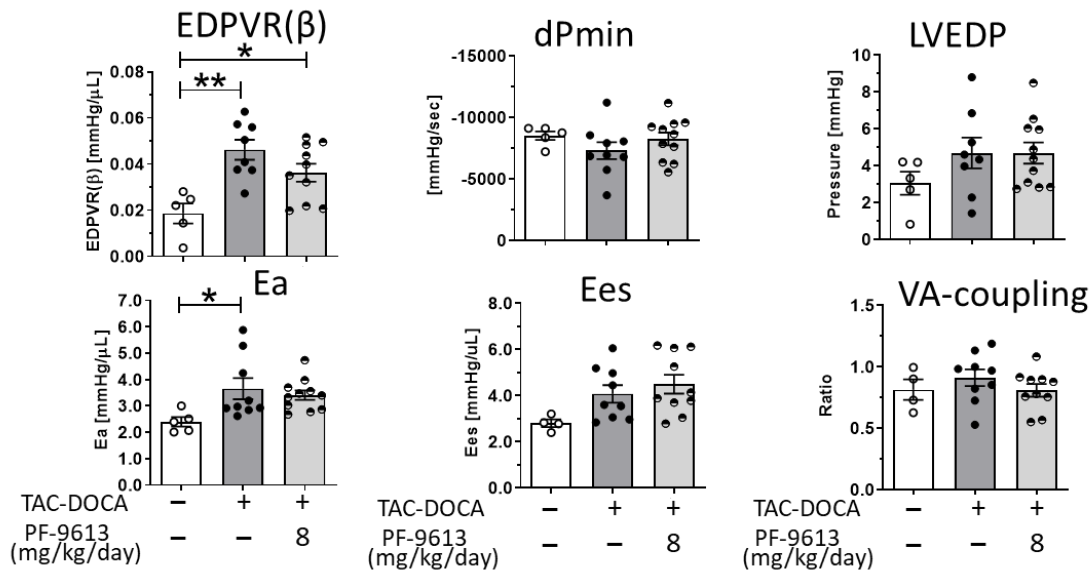 EDPVR(β)
*
**
EDPVR(β) [mmHg/μL]
0.08
0.06
0.04
0.02
0.00
dPmin
[mmHg/sec]
-15000
-10000
-5000
0
LVEDP
Pressure [mmHg]
10
8
6
4
2
0
Ea
*
Ea [mmHg/μL]
7.0
6.0
5.0
4.0
3.0
2.0
1.0
0.0
Ees
Ees [mmHg/uL]
8.0
6.0
4.0
2.0
0.0
VA-coupling
Ratio
1.5
1.0
0.5
0.0
TAC-DOCA – + +
PF-9613 – – 8
(mg/kg/day)
TAC-DOCA – + +
PF-9613 – – 8
(mg/kg/day)
TAC-DOCA – + +
PF-9613 – – 8
(mg/kg/day)